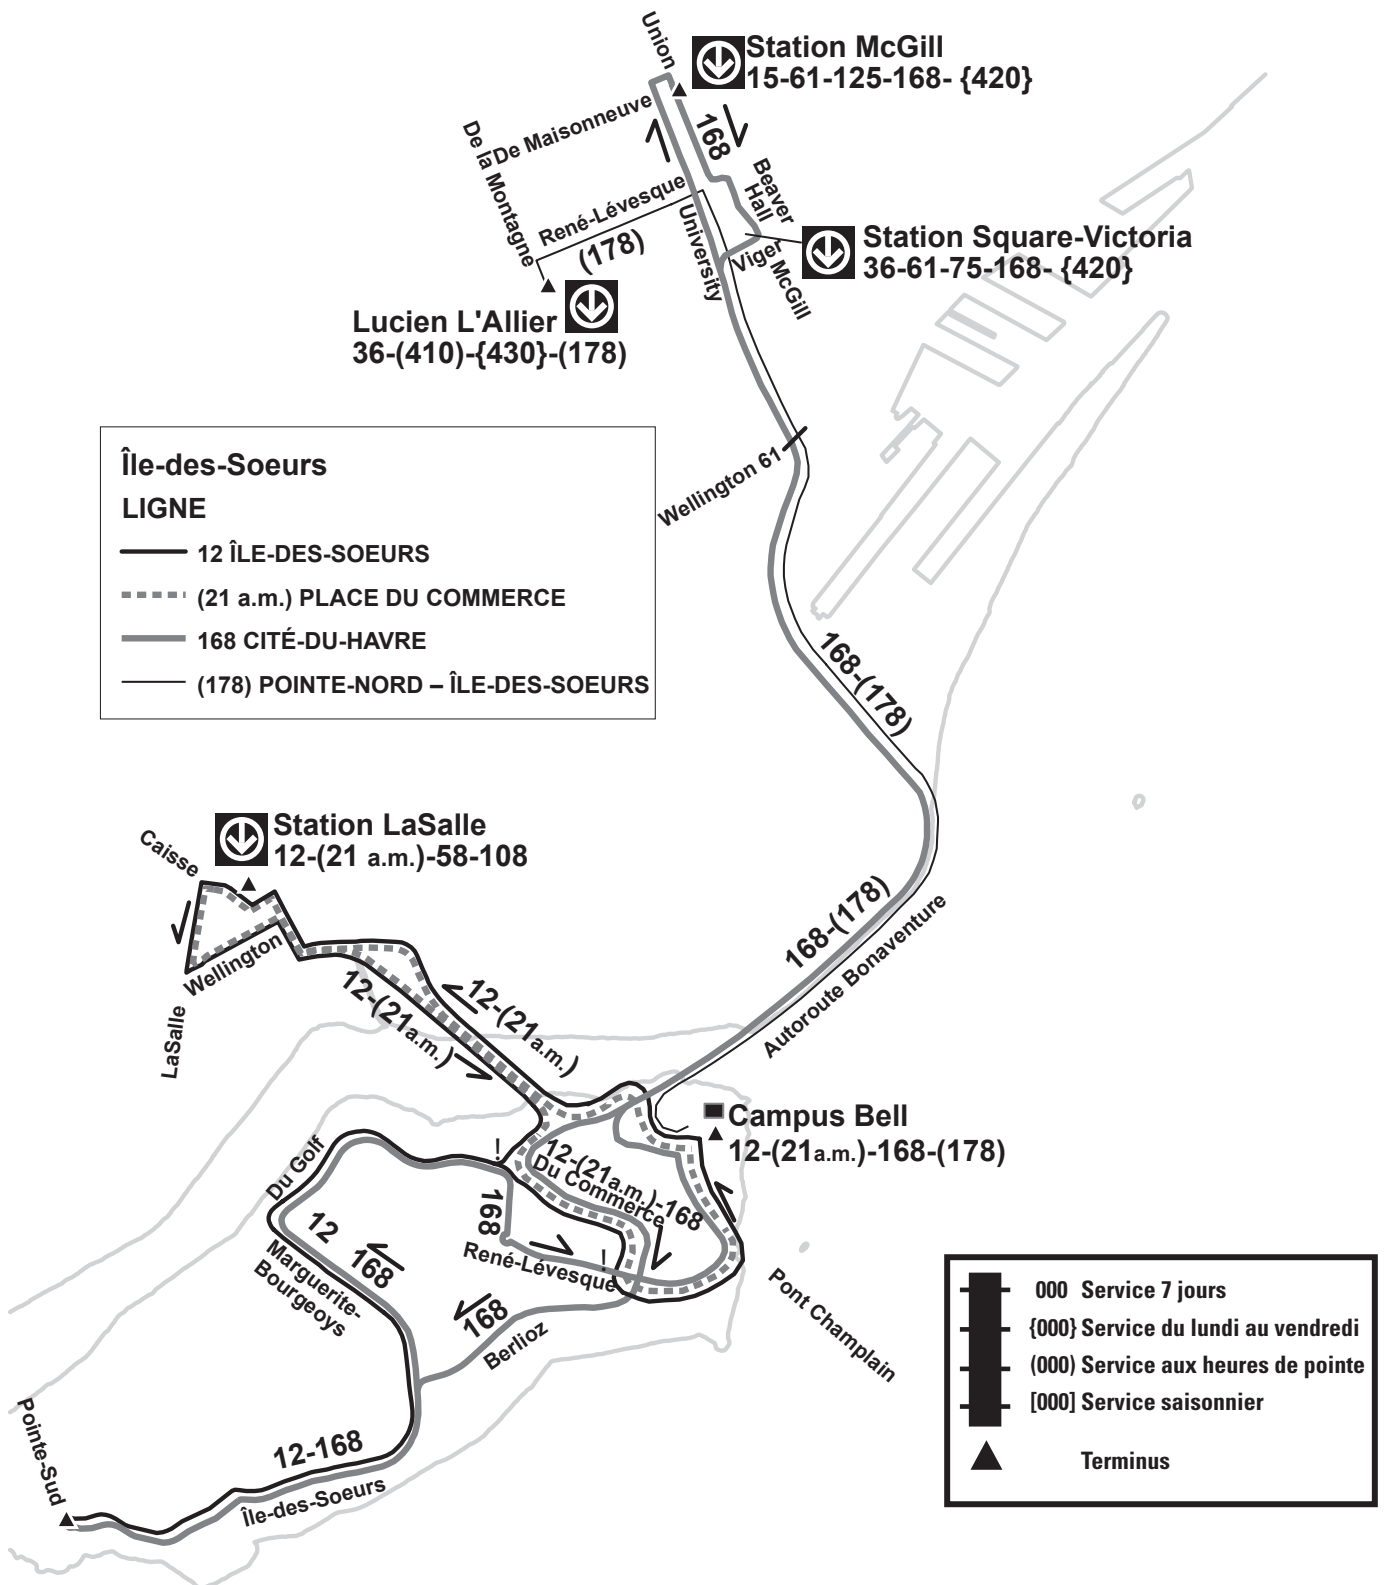 Union
Station McGill
15-61-125-168- {420}
De Maisonneuve
168
De la Montagne
Beaver
Hall
René-Lévesque
(178)
University
Viger
McGill
Station Square-Victoria
36-61-75-168- {420}
Lucien L'Allier
36-(410)-{430}-(178)
Wellington 61
Île-des-Soeurs
LIGNE
12 ÎLE-DES-SOEURS
(21 a.m.) PLACE DU COMMERCE
168 CITÉ-DU-HAVRE
(178) POINTE-NORD – ÎLE-DES-SOEURS
168-(178)
Station LaSalle
12-(21 a.m.)-58-108
Caisse
Wellington
LaSalle
168-(178)
Autoroute Bonaventure
12-(21a.m.)
12-(21a.m.)
Campus Bell
12-(21a.m.)-168-(178)
!
12-(21a.m.)-168
Du Commerce
Du Golf
168
12
168
Marguerite-
Bourgeoys
René-Lévesque
!
168
Berlioz
Pont Champlain
Pointe-Sud
12-168
Île-des-Soeurs
000 Service 7 jours
{000} Service du lundi au vendredi
(000) Service aux heures de pointe
[000] Service saisonnier
Terminus